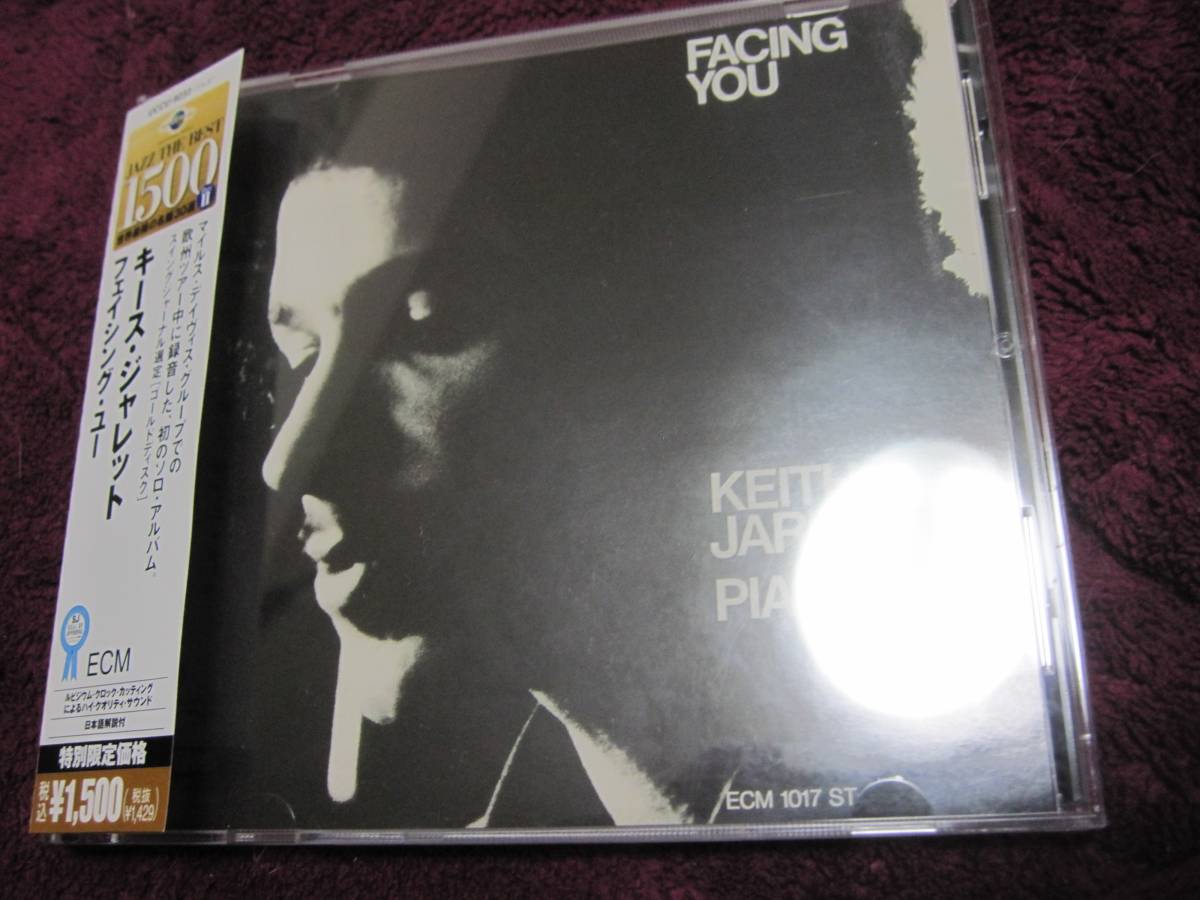 JAZZ THE BEST
1500
II
マイルス・デイヴィス・グループでの
欧州ツアー中に録音した、初のソロ・アルバム。
スイングジャーナル選定[ゴールドディスク]
キース・ジャレット
フェイシング・ユー
SJ
ECM
ルビジウム・クロック・カッティング
によるハイ・クオリティ・サウンド
日本語解説付
特別限定価格
税込 ¥1,500 (税抜 ¥1,429)
FACING
YOU
ECM 1017 ST